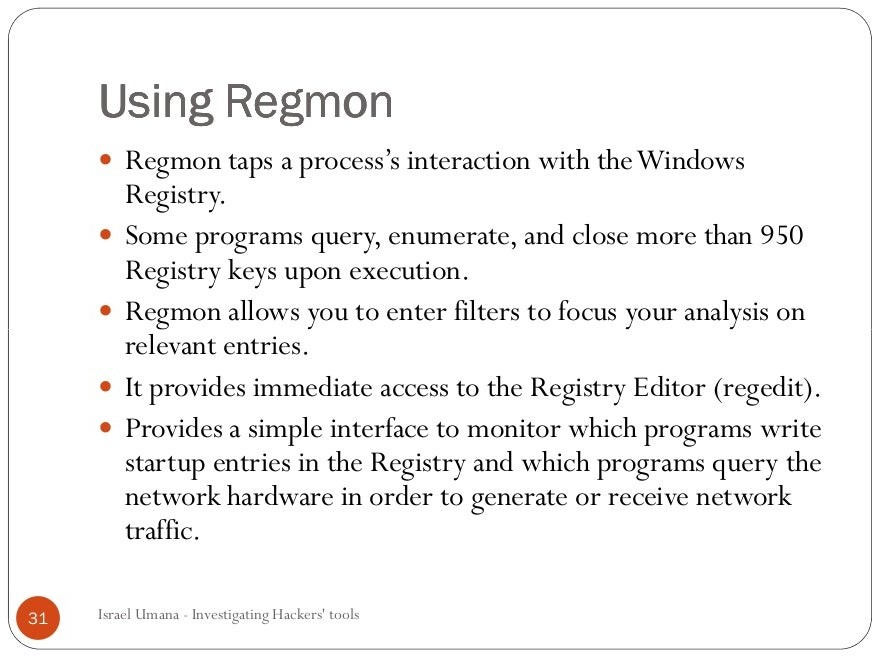 Using Regmon
Regmon taps a process’s interaction with the Windows
Registry.
Some programs query, enumerate, and close more than 950
Registry keys upon execution.
Regmon allows you to enter filters to focus your analysis on
relevant entries.
It provides immediate access to the Registry Editor (regedit).
Provides a simple interface to monitor which programs write
startup entries in the Registry and which programs query the
network hardware in order to generate or receive network
traffic.
31
Israel Umana - Investigating Hackers' tools